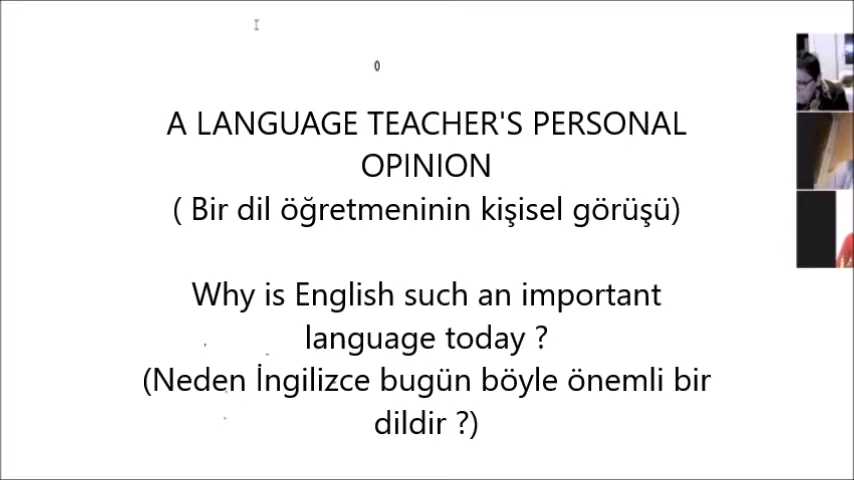 A LANGUAGE TEACHER'S PERSONAL
OPINION
( Bir dil öğretmeninin kişisel görüşü)
Why is English such an important
language today ?
(Neden İngilizce bugün böyle önemli bir
dildir ?)